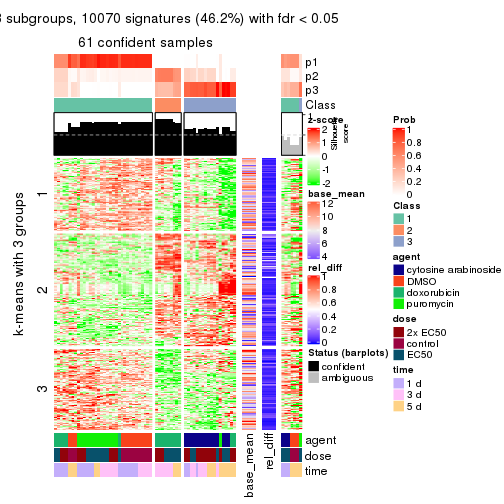 3 subgroups, 10070 signatures (46.2%) with fdr < 0.05
61 confident samples
p1
p2
p3
Class
1
Silhouette
score
k-means with 3 groups
1
2
3
agent
dose
time
base_mean
rel_diff
z-score
2
1
0
-1
-2
base_mean
12
10
8
6
4
rel_diff
1
0.8
0.6
0.4
0.2
0
Status (barplots)
confident
ambiguous
Prob
1
0.8
0.6
0.4
0.2
0
Class
1
2
3
agent
cytosine arabinoside
DMSO
doxorubicin
puromycin
dose
2x EC50
control
EC50
time
1 d
3 d
5 d